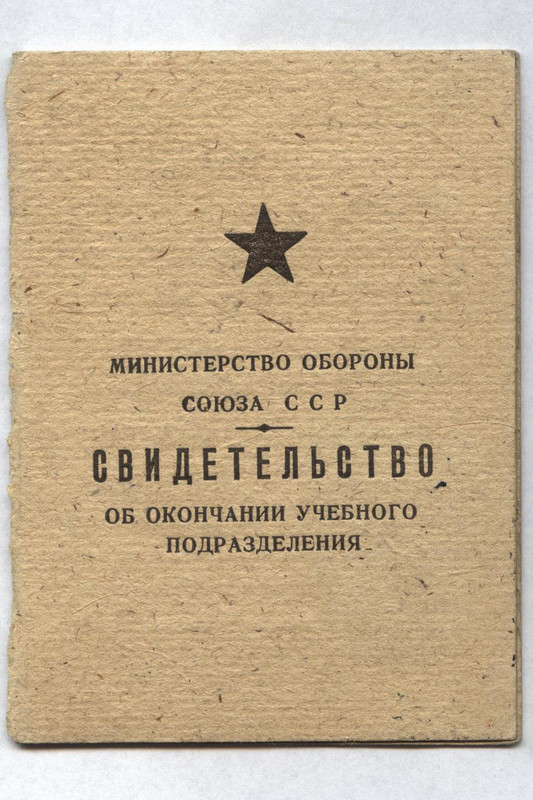 МИНИСТЕРСТВО ОБОРОНЫ
СОЮЗА ССР
СВИДЕТЕЛЬСТВО
ОБ ОКОНЧАНИИ УЧЕБНОГО
ПОДРАЗДЕЛЕНИЯ